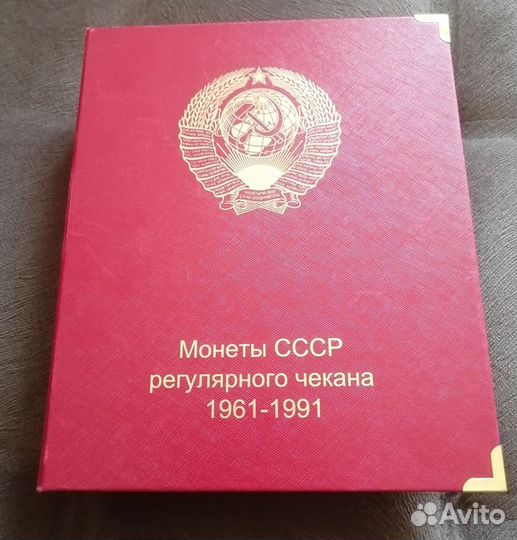 Монеты СССР
регулярного чекана
1961-1991
Avito